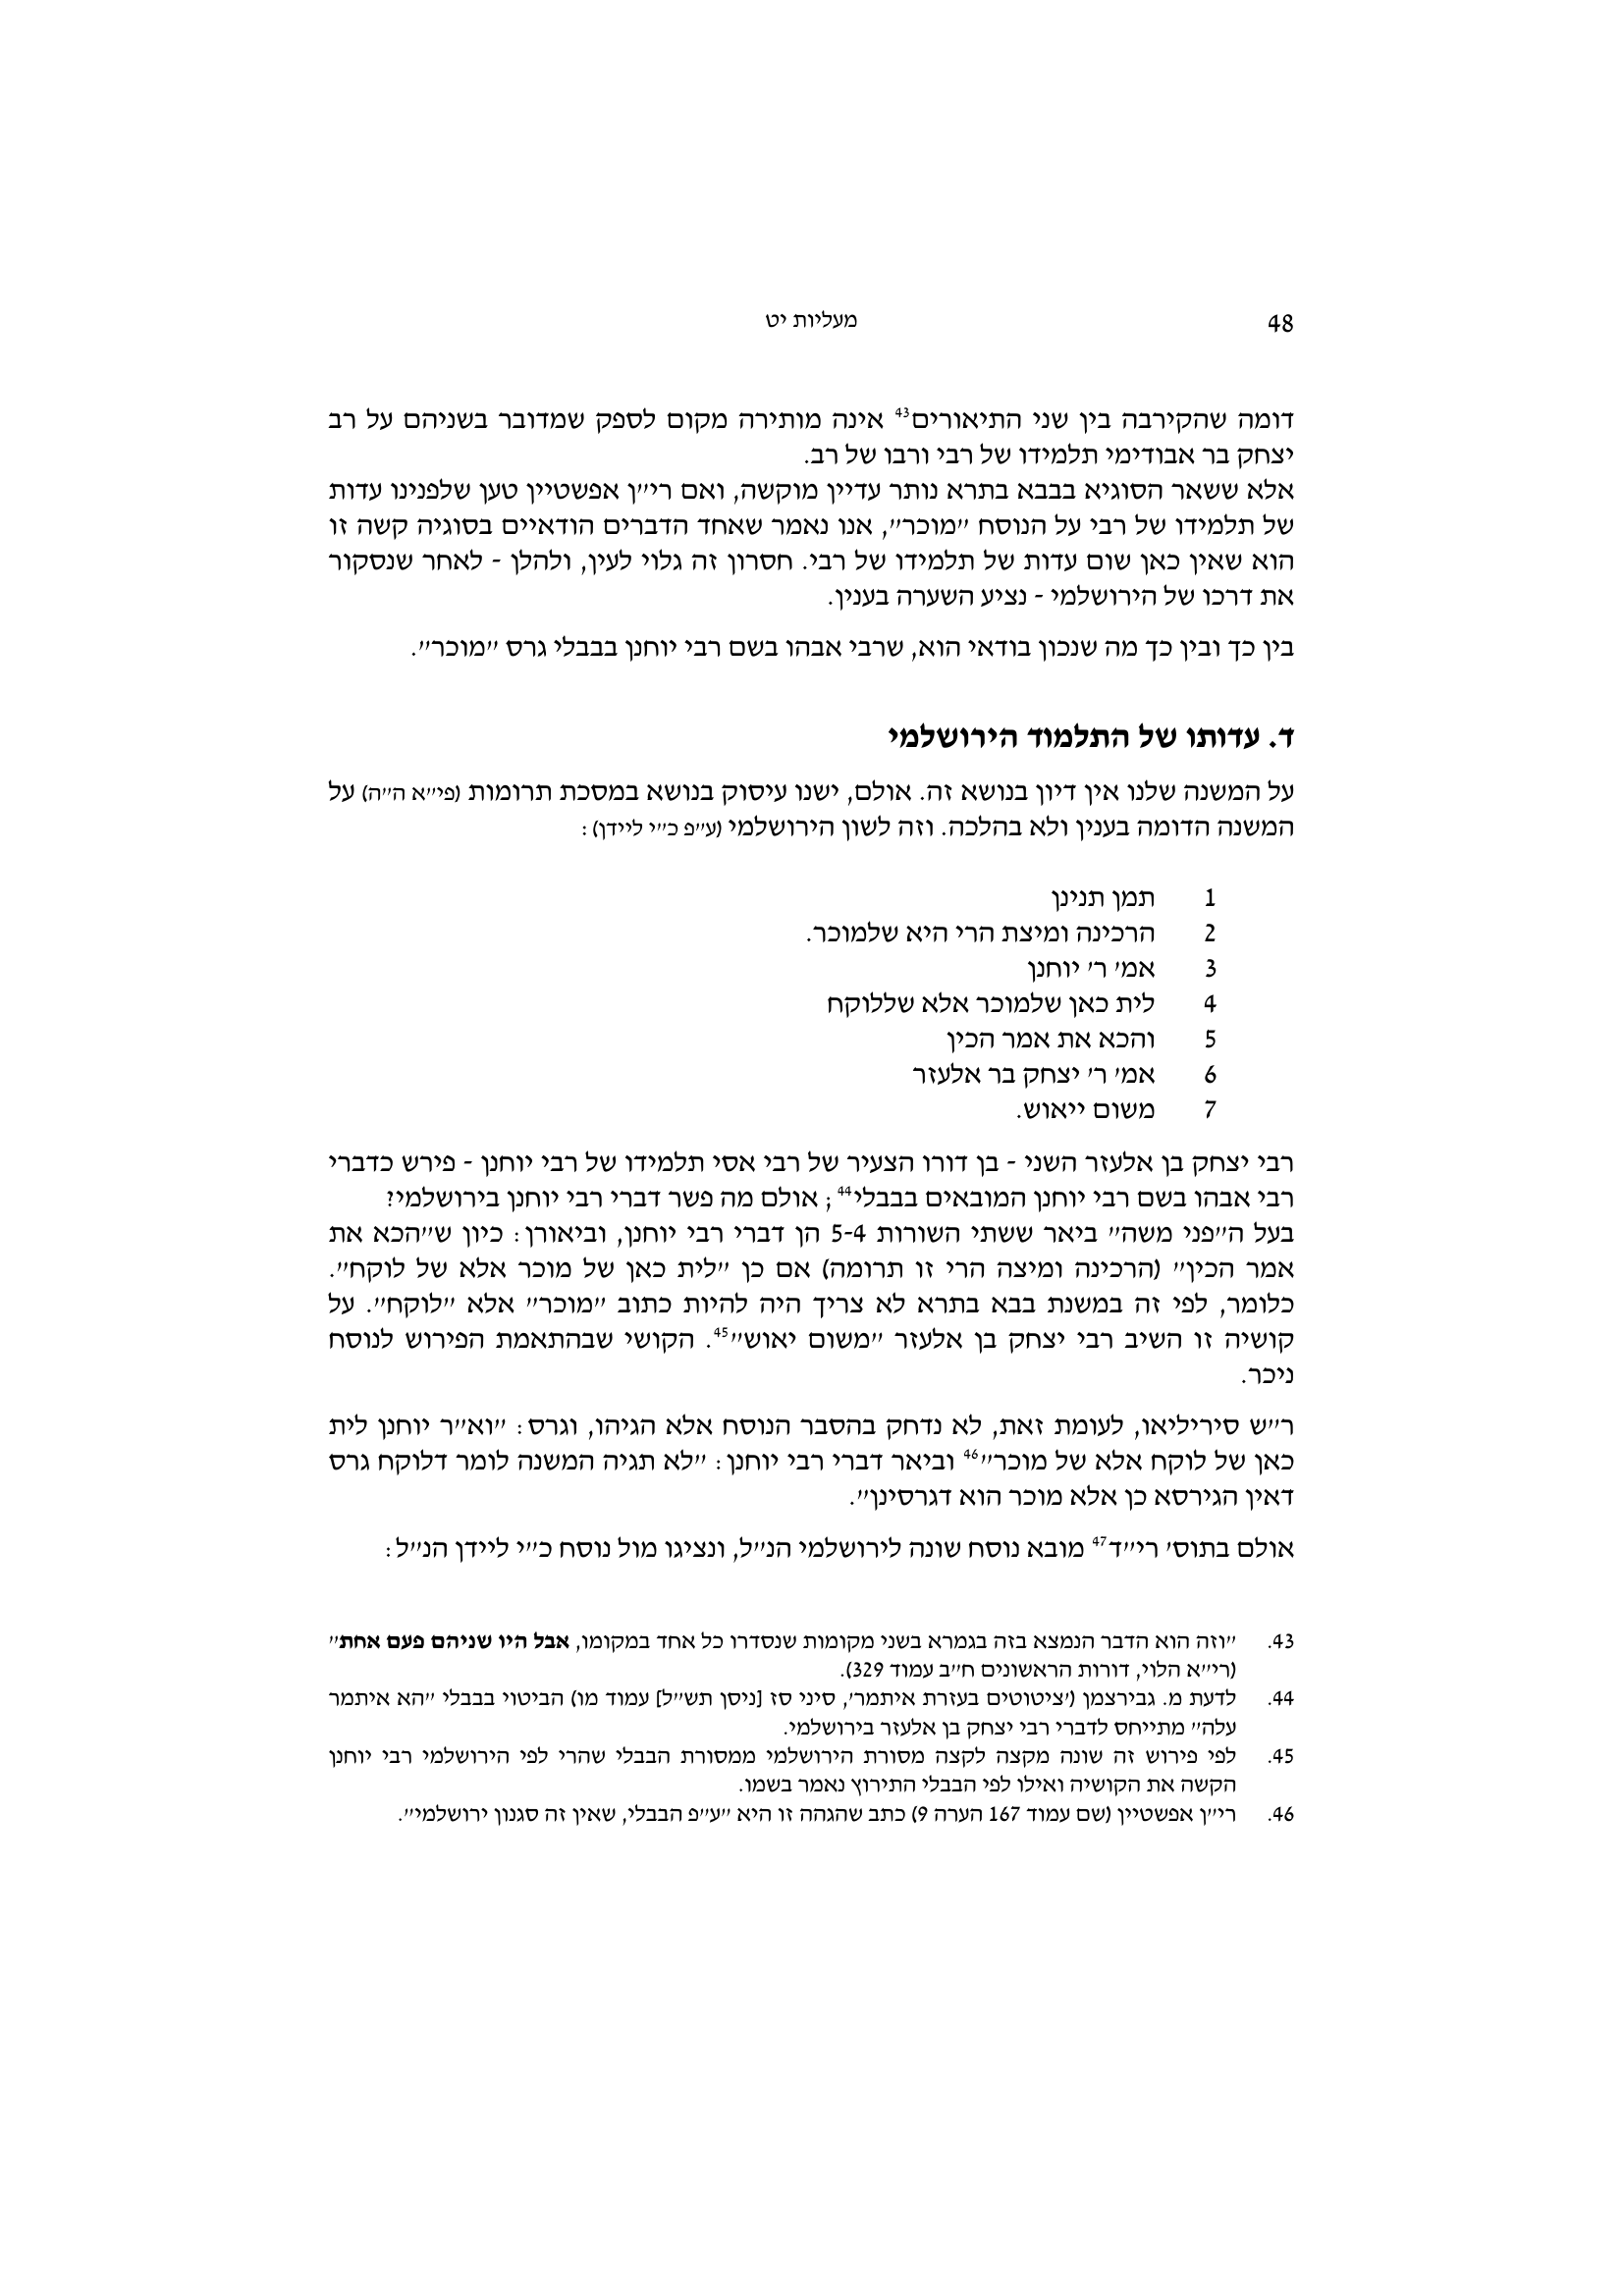 48 מעליות יט
דומה שהקירבה בין שני התיאורים43 אינה מותירה מקום לספק שמדובר בשניהם על רב
יצחק בר אבודימי תלמידו של רבי ורבו של רב.
אלא ששאר הסוגיא בבבא בתרא נותר עדיין מוקשה, ואם רי״ן אפשטיין טען שלפנינו עדות
של תלמידו של רבי על הנוסח ״מוכר״, אנו נאמר שאחד הדברים הודאיים בסוגיה קשה זו
הוא שאין כאן שום עדות של תלמידו של רבי. חסרון זה גלוי לעין, ולהלן - לאחר שנסקור
את דרכו של הירושלמי - נציע השערה בענין.
בין כך ובין כך מה שנכון בודאי הוא, שרבי אבהו בשם רבי יוחנן בבבלי גרס ״מוכר״.
ד. עדותו של התלמוד הירושלמי
על המשנה שלנו אין דיון בנושא זה. אולם, ישנו עיסוק בנושא במסכת תרומות (פי״א ה״ה) על
המשנה הדומה בענין ולא בהלכה. וזה לשון הירושלמי (ע״פ כ״י ליידן):
1 תמן תנינן
2 הרכינה ומיצת הרי היא שלמוכר.
3 אמ׳ ר׳ יוחנן
4 לית כאן שלמוכר אלא שללוקח
5 והכא את אמר הכין
6 אמ׳ ר׳ יצחק בר אלעזר
7 משום ייאוש.
רבי יצחק בן אלעזר השני - בן דורו הצעיר של רבי אסי תלמידו של רבי יוחנן - פירש כדברי
רבי אבהו בשם רבי יוחנן המובאים בבבלי44; אולם מה פשר דברי רבי יוחנן בירושלמי?
בעל ה״פני משה״ ביאר ששתי השורות 5-4 הן דברי רבי יוחנן, וביאורן: כיון ש״הכא את
אמר הכין״ (הרכינה ומיצה הרי זו תרומה) אם כן ״לית כאן של מוכר אלא של לוקח״.
כלומר, לפי זה במשנת בבא בתרא לא צריך היה להיות כתוב ״מוכר״ אלא ״לוקח״. על
קושיה זו השיב רבי יצחק בן אלעזר ״משום יאוש״45. הקושי שבהתאמת הפירוש לנוסח
ניכר.
ר״ש סיריליאו, לעומת זאת, לא נדחק בהסבר הנוסח אלא הגיהו, וגרס: ״וא״ר יוחנן לית
כאן של לוקח אלא של מוכר״46 וביאר דברי רבי יוחנן: ״לא תגיה המשנה לומר דלוקח גרס
דאין הגירסא כן אלא מוכר הוא דגרסינן״.
אולם בתוס׳ רי״ד47 מובא נוסח שונה לירושלמי הנ״ל, ונציגו מול נוסח כ״י ליידן הנ״ל:
43. ״וזה הוא הדבר הנמצא בזה בגמרא בשני מקומות שנסדרו כל אחד במקומו, אבל היו שניהם פעם אחת״
(רי״א הלוי, דורות הראשונים ח״ב עמוד 329).
44. לדעת מ. גבירצמן (׳ציטוטים בעזרת איתמר׳, סיני סז [ניסן תש״ל] עמוד מו) הביטוי בבבלי ״הא איתמר
עלה״ מתייחס לדברי רבי יצחק בן אלעזר בירושלמי.
45. לפי פירוש זה שונה מקצה לקצה מסורת הירושלמי ממסורת הבבלי שהרי לפי הירושלמי רבי יוחנן
הקשה את הקושיה ואילו לפי הבבלי התירוץ נאמר בשמו.
46. רי״ן אפשטיין (שם עמוד 167 הערה 9) כתב שהגהה זו היא ״ע״פ הבבלי, שאין זה סגנון ירושלמי״.